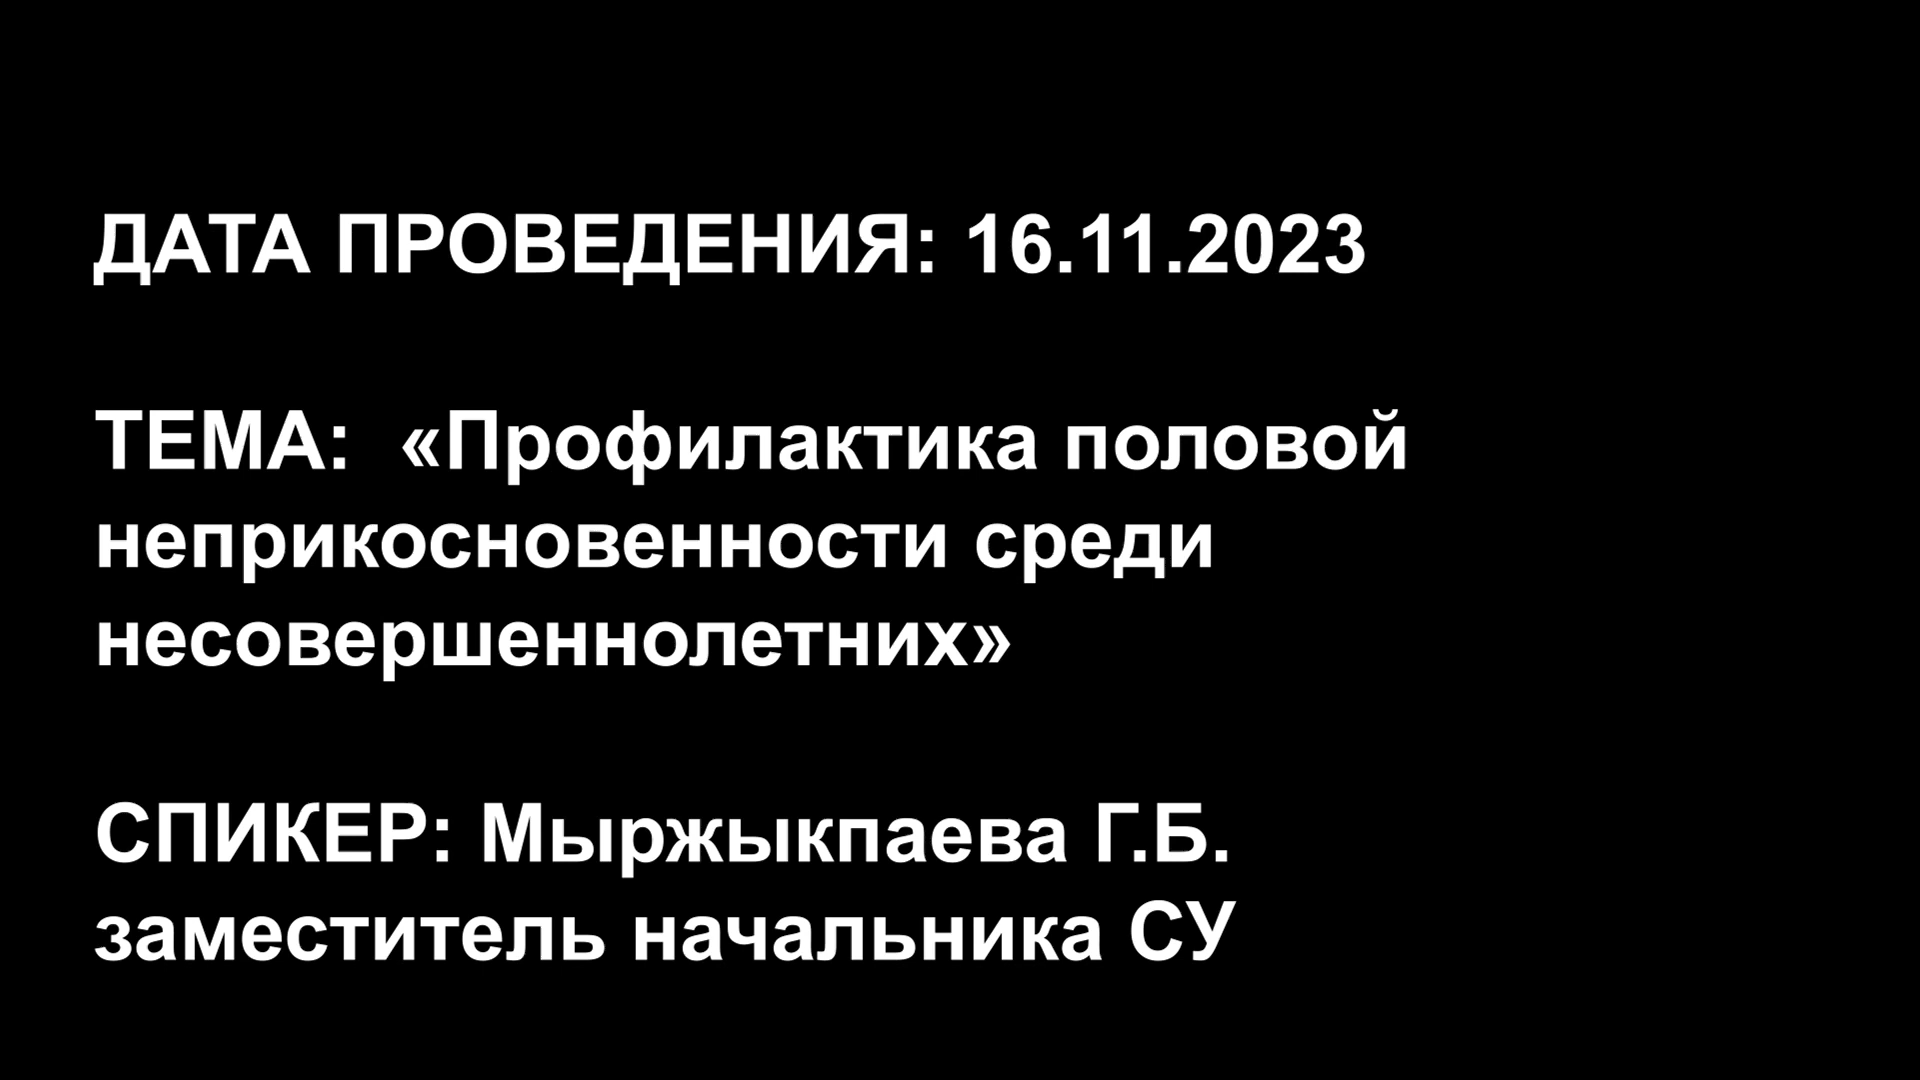 ДАТА ПРОВЕДЕНИЯ: 16.11.2023
ТЕМА: «Профилактика половой
неприкосновенности среди
несовершеннолетних»
СПИКЕР: Мыржыкпаева Г.Б.
заместитель начальника СУ